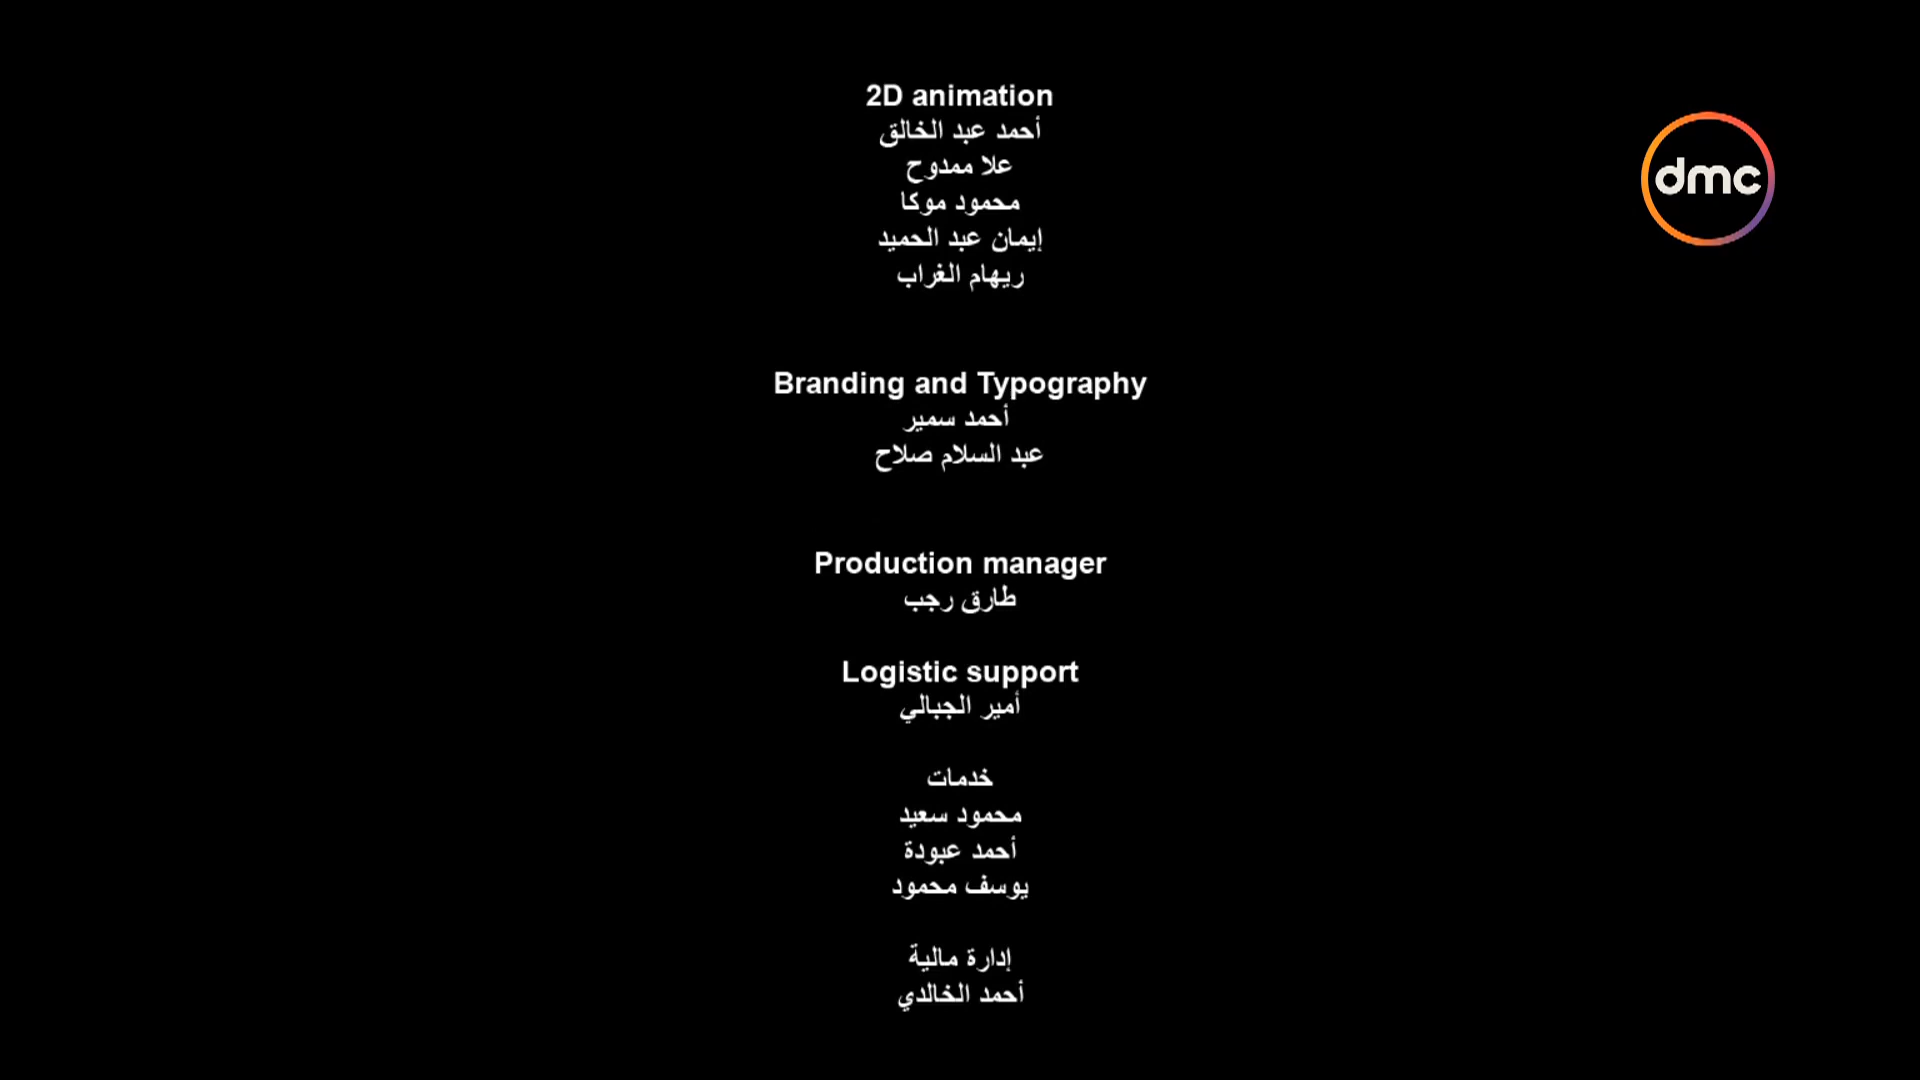 2D animation
أحمد عبد الخالق
علا ممدوح
محمود موكا
إيمان عبد الحميد
ريهام الغراب
Branding and Typography
أحمد سمير
عبد السلام صلاح
Production manager
طارق رجب
Logistic support
أمير الجبالي
خدمات
محمود سعيد
أحمد عبودة
يوسف محمود
إدارة مالية
أحمد الخالدي
dmc